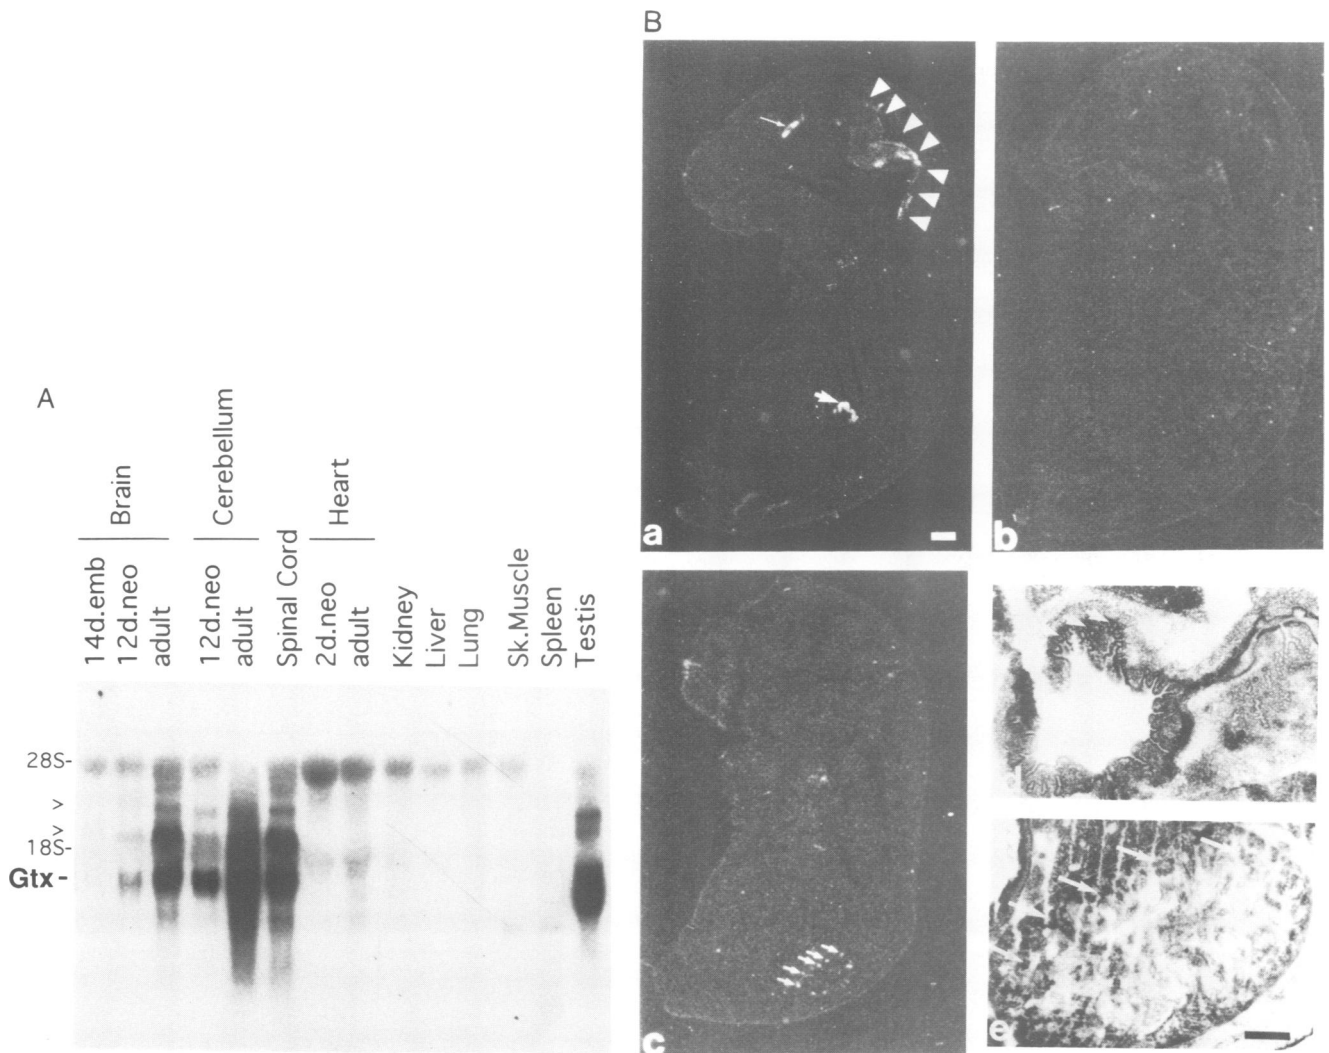 A
Brain
Cerebellum
Heart
14d.emb
12d.neo
adult
12d.neo
adult
Spinal Cord
2d.neo
adult
Kidney
Liver
Lung
Sk.Muscle
Spleen
Testis
28S-
>
>
18S-
Gtx-
B
a
b
c
e